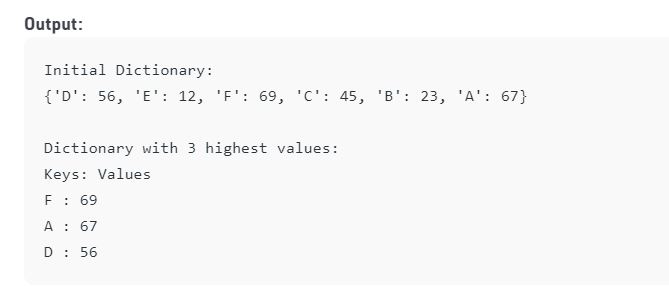 Output:
Initial Dictionary:
{'D': 56, 'E': 12, 'F': 69, 'C': 45, 'B': 23, 'A': 67}
Dictionary with 3 highest values:
Keys: Values
F : 69
A : 67
D : 56